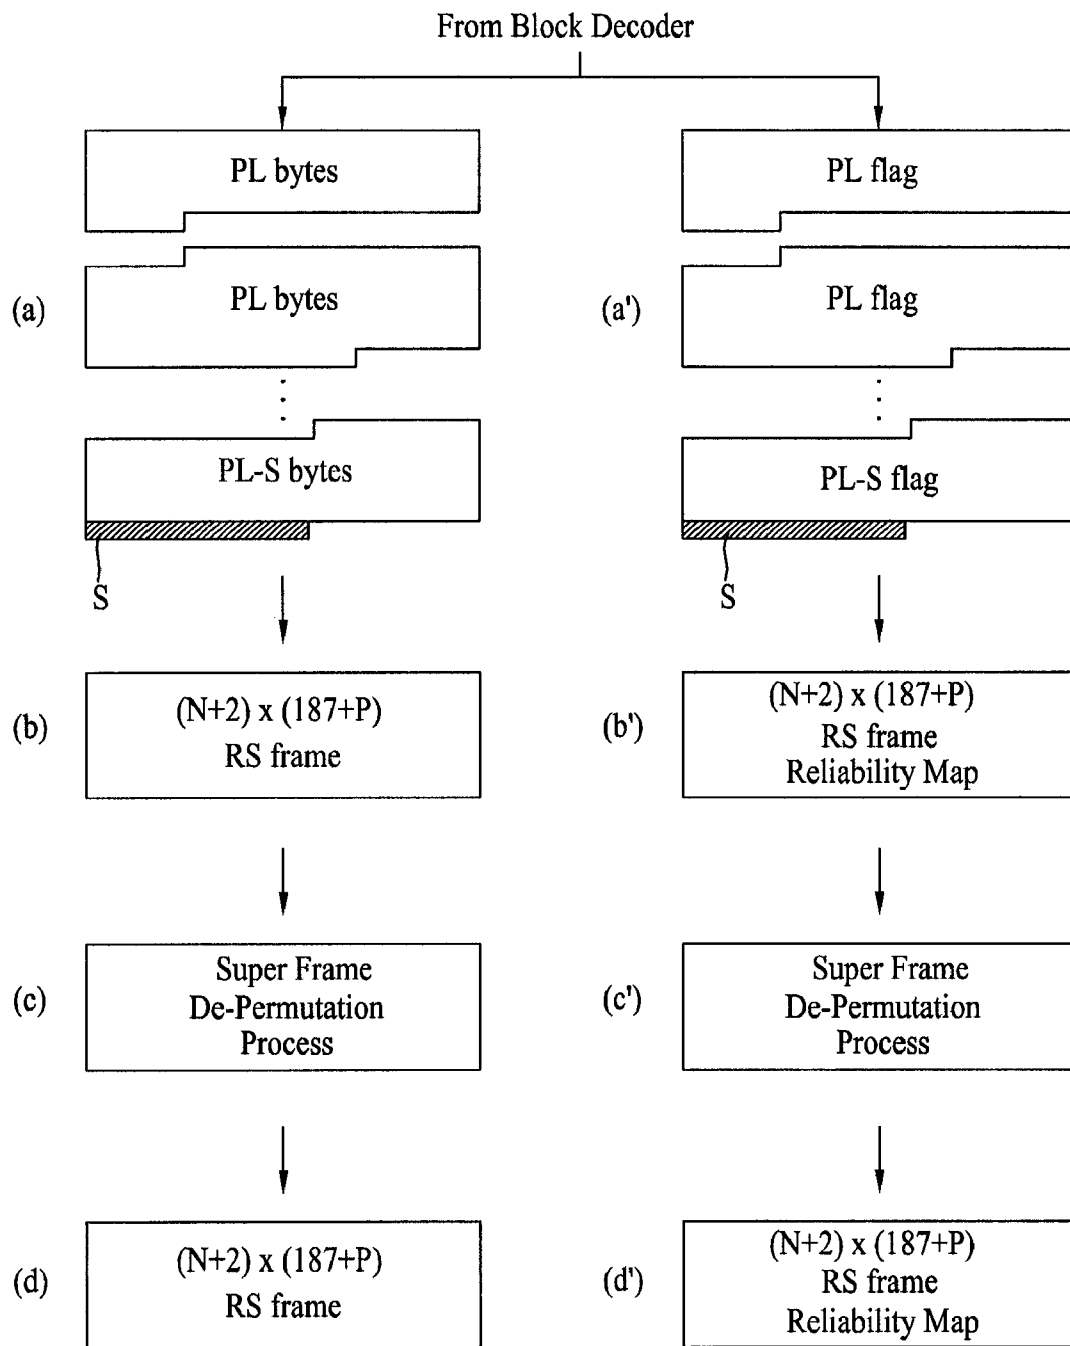 From Block Decoder
PL bytes
PL flag
(a)
PL bytes
(a')
PL flag
PL-S bytes
PL-S flag
S
S
(b)
(N+2) x (187+P)
RS frame
(b')
(N+2) x (187+P)
RS frame
Reliability Map
(c)
Super Frame
De-Permutation
Process
(c')
Super Frame
De-Permutation
Process
(d)
(N+2) x (187+P)
RS frame
(d')
(N+2) x (187+P)
RS frame
Reliability Map